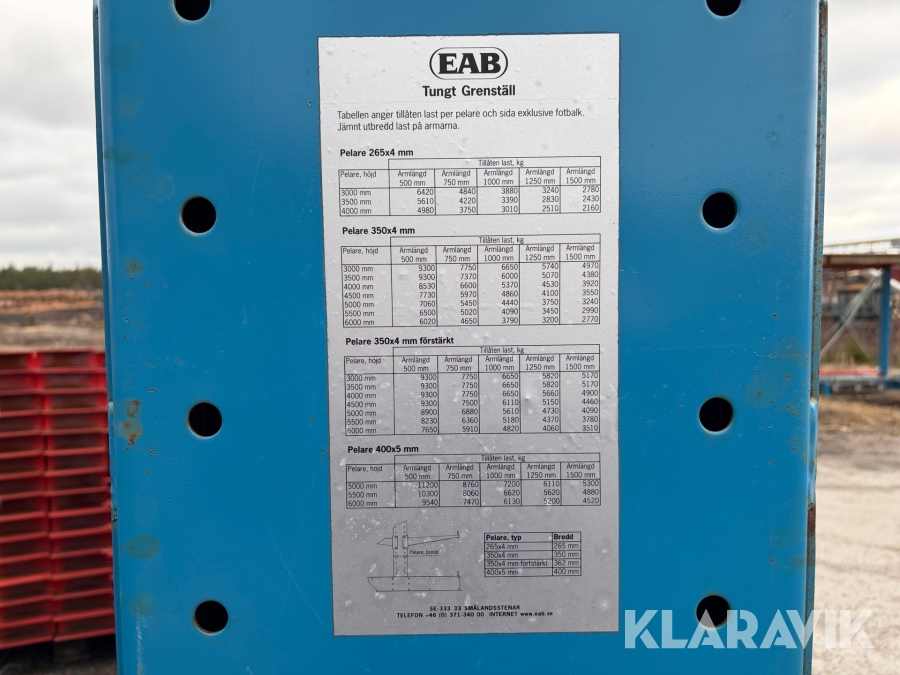 EAB
Tungt Grenställ
Tabellen anger tillåten last per pelare och sida exklusive fotbalk.
Jämnt utbredd last på armarna.
Pelare 265x4 mm
Tillåten last, kg
Pelare, höjd Armlängd 500 mm Armlängd 750 mm Armlängd 1000 mm Armlängd 1250 mm Armlängd 1500 mm
3000 mm 6420 4840 3880 3240 2780
3500 mm 5610 4220 3390 2830 2430
4000 mm 4980 3750 3010 2510 2160
Pelare 350x4 mm
Tillåten last, kg
Pelare, höjd Armlängd 500 mm Armlängd 750 mm Armlängd 1000 mm Armlängd 1250 mm Armlängd 1500 mm
3000 mm 9300 7750 6650 5740 4970
3500 mm 9300 7370 6000 5070 4380
4000 mm 8530 6600 5370 4530 3920
4500 mm 7730 5970 4860 4100 3550
5000 mm 7060 5450 4440 3750 3240
5500 mm 6500 5020 4090 3450 2990
6000 mm 6020 4650 3790 3200 2770
Pelare 350x4 mm förstärkt
Tillåten last, kg
Pelare, höjd Armlängd 500 mm Armlängd 750 mm Armlängd 1000 mm Armlängd 1250 mm Armlängd 1500 mm
3000 mm 9300 7750 6650 5820 5170
3500 mm 9300 7750 6650 5820 5170
4000 mm 9300 7750 6650 5660 4900
4500 mm 9300 7500 6110 5150 4460
5000 mm 8900 6880 5610 4730 4090
5500 mm 8230 6360 5180 4370 3780
6000 mm 7650 5910 4820 4060 3510
Pelare 400x5 mm
Tillåten last, kg
Pelare, höjd Armlängd 500 mm Armlängd 750 mm Armlängd 1000 mm Armlängd 1250 mm Armlängd 1500 mm
5000 mm 11200 8760 7200 6110 5300
5500 mm 10300 8060 6620 5620 4880
6000 mm 9540 7470 6130 5200 4520
Pelare, bredd
Pelare, typ Bredd
265x4 mm 265 mm
350x4 mm 350 mm
350x4 mm förtstärkt 362 mm
400x5 mm 400 mm
SE-333 33 SMÅLANDSSTENAR
TELEFON +46 (0) 371-340 00 INTERNET www.eab.se
KLARAVIK